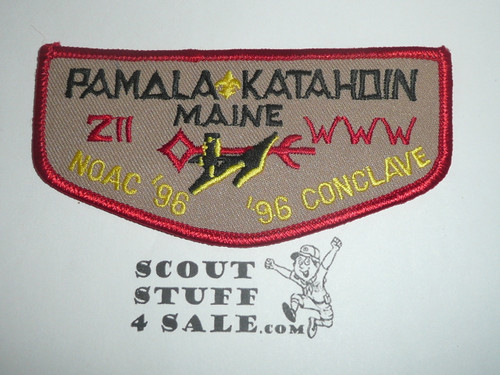 PAMALA KATAHDIN
MAINE
211 WWW
NOAC '96 '96 CONCLAVE
SCOUT
STUFF
4 SALE.com